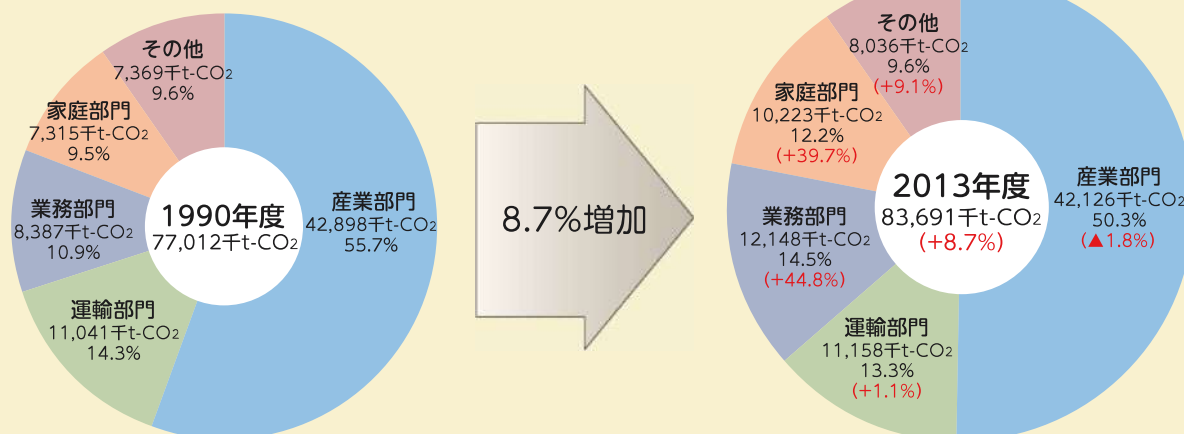 その他
7,369千t-CO2
9.6%
家庭部門
7,315千t-CO2
9.5%
業務部門
8,387千t-CO2
10.9%
運輸部門
11,041千t-CO2
14.3%
1990年度
77,012千t-CO2
産業部門
42,898千t-CO2
55.7%
8.7%増加
その他
8,036千t-CO2
9.6%
(+9.1%)
家庭部門
10,223千t-CO2
12.2%
(+39.7%)
業務部門
12,148千t-CO2
14.5%
(+44.8%)
運輸部門
11,158千t-CO2
13.3%
(+1.1%)
2013年度
83,691千t-CO2
(+8.7%)
産業部門
42,126千t-CO2
50.3%
(▲1.8%)